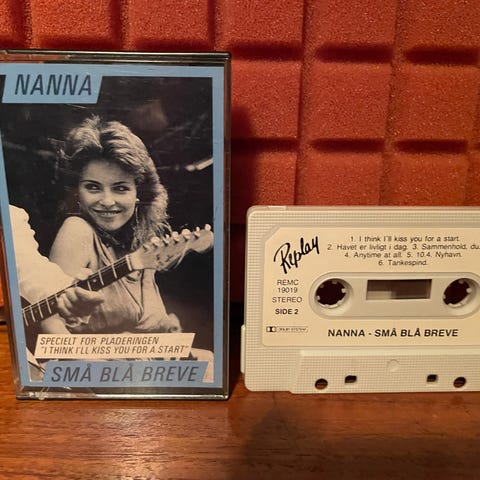 NANNA
SPECIELT FOR PLADERINGEN
"I THINK I'LL KISS YOU FOR A START"
SMÅ BLÅ BREVE
Replay
REMC
19019
STEREO
SIDE 2
1. I think I'll kiss you for a start.
2. Havet er livligt i dag. 3. Sammenhold, du.
4. Anytime at all. 5. 10.4. Nyhavn.
6. Tankespind.
DOLBY SYSTEM
NANNA - SMÅ BLÅ BREVE